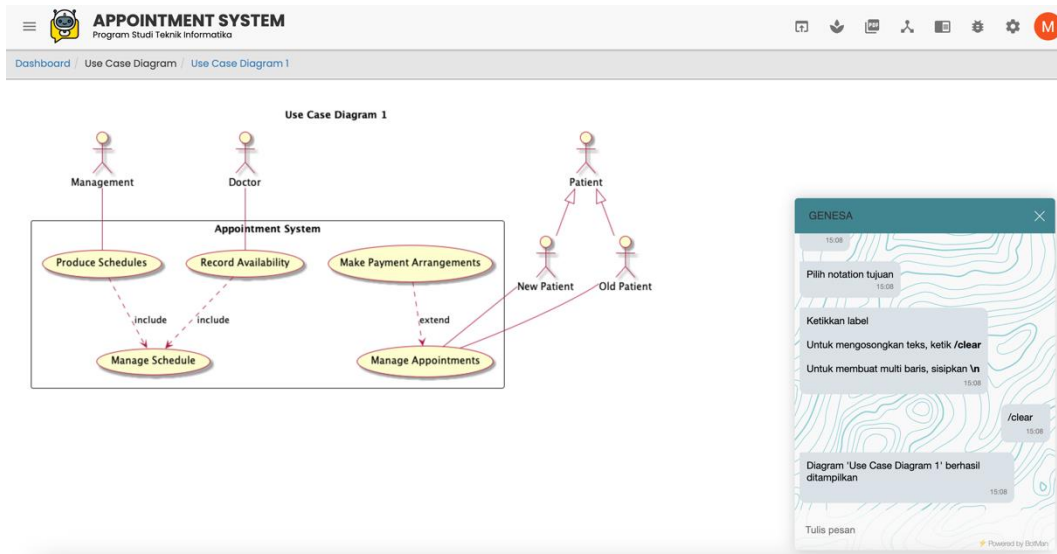 APPOINTMENT SYSTEM
Program Studi Teknik Informatika
PDF
M
Dashboard / Use Case Diagram / Use Case Diagram 1
Use Case Diagram 1
Management
Doctor
Patient
Appointment System
Produce Schedules
Record Availability
Make Payment Arrangements
New Patient
Old Patient
include
include
extend
Manage Schedule
Manage Appointments
GENESA
15:08
Pilih notation tujuan
15:08
Ketikkan label
Untuk mengosongkan teks, ketik /clear
Untuk membuat multi baris, sisipkan \n
15:08
/clear
15:08
Diagram 'Use Case Diagram 1' berhasil
ditampilkan
15:08
Tulis pesan
Powered by BotMan